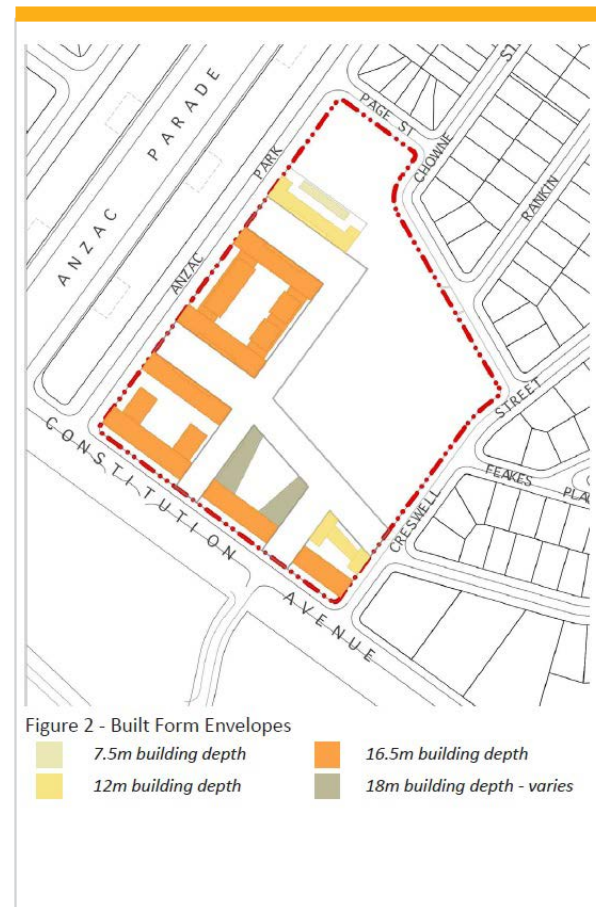 ANZAC PARADE
ANZAC PARK
PAGE ST
CHOWNE
ST
RANKIN
CRESWELL STREET
FEAKES
PLA
CONSTITUTION AVENUE
Figure 2 - Built Form Envelopes
7.5m building depth
16.5m building depth
12m building depth
18m building depth - varies